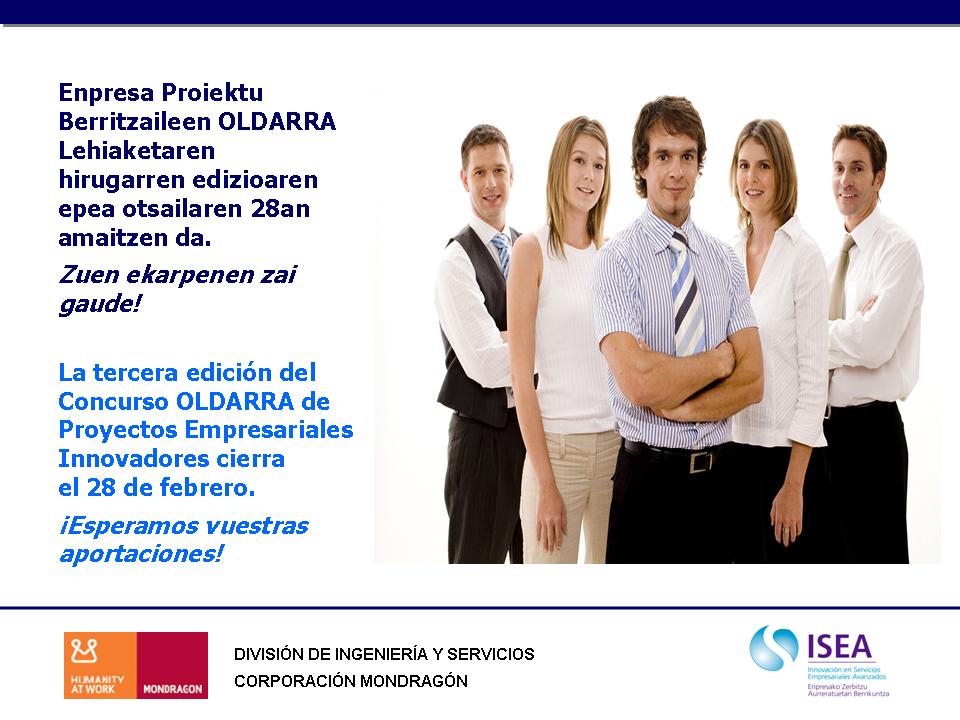 Enpresa Proiektu
Berritzaileen OLDARRA
Lehiaketaren
hirugarren edizioaren
epea otsailaren 28an
amaitzen da.
Zuen ekarpenen zai
gaude!
La tercera edición del
Concurso OLDARRA de
Proyectos Empresariales
Innovadores cierra
el 28 de febrero.
¡Esperamos vuestras
aportaciones!
HUMANITY
AT WORK
MONDRAGON
DIVISIÓN DE INGENIERÍA Y SERVICIOS
CORPORACIÓN MONDRAGÓN
ISEA
Innovación en Servicios
Empresariales Avanzados
Enpresako Zerbitzu
Aurreratuetan Berrikuntza